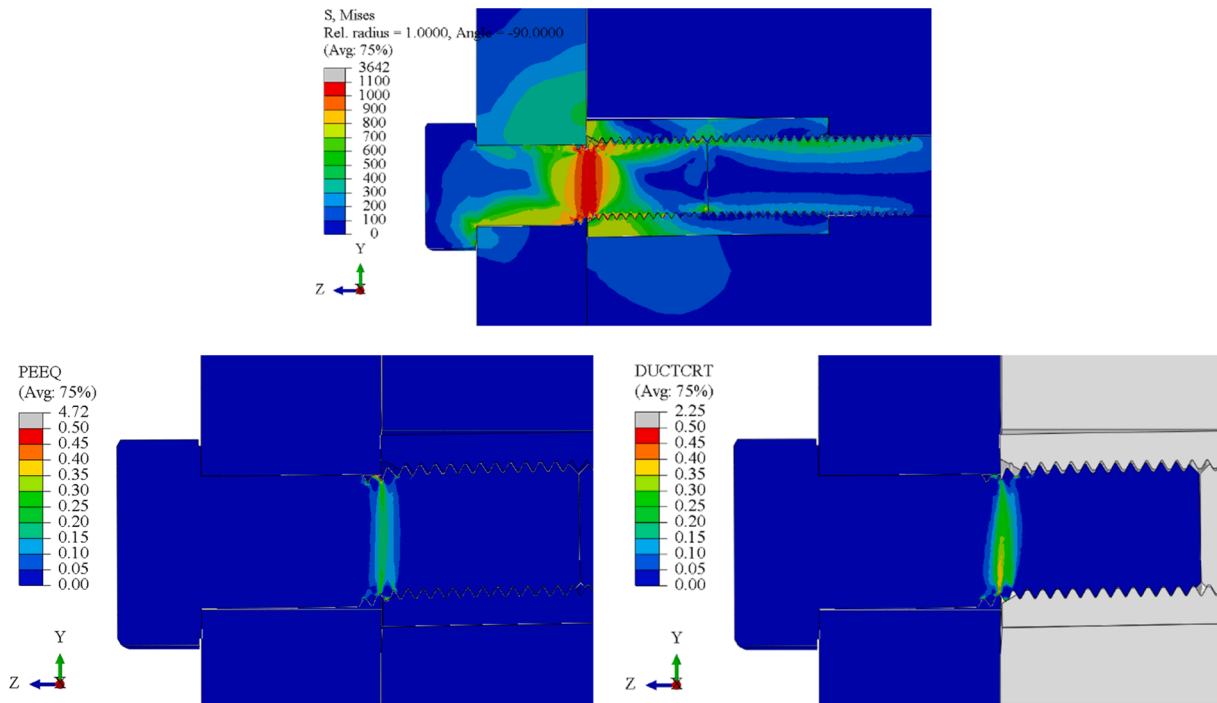 S, Mises
Rel. radius = 1.0000, Angle = -90.0000
(Avg: 75%)
3642
1100
1000
900
800
700
600
500
400
300
200
100
0
Y
Z
X
PEEQ
(Avg: 75%)
4.72
0.50
0.45
0.40
0.35
0.30
0.25
0.20
0.15
0.10
0.05
0.00
Y
Z
X
DUCTCRT
(Avg: 75%)
2.25
0.50
0.45
0.40
0.35
0.30
0.25
0.20
0.15
0.10
0.05
0.00
Y
Z
X